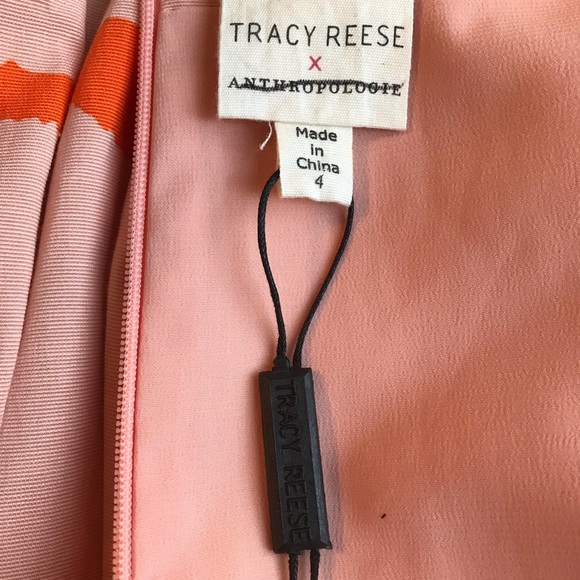 TRACY REESE
X
ANTHROPOLOGIE
Made
in
China
4
TRACY REESE